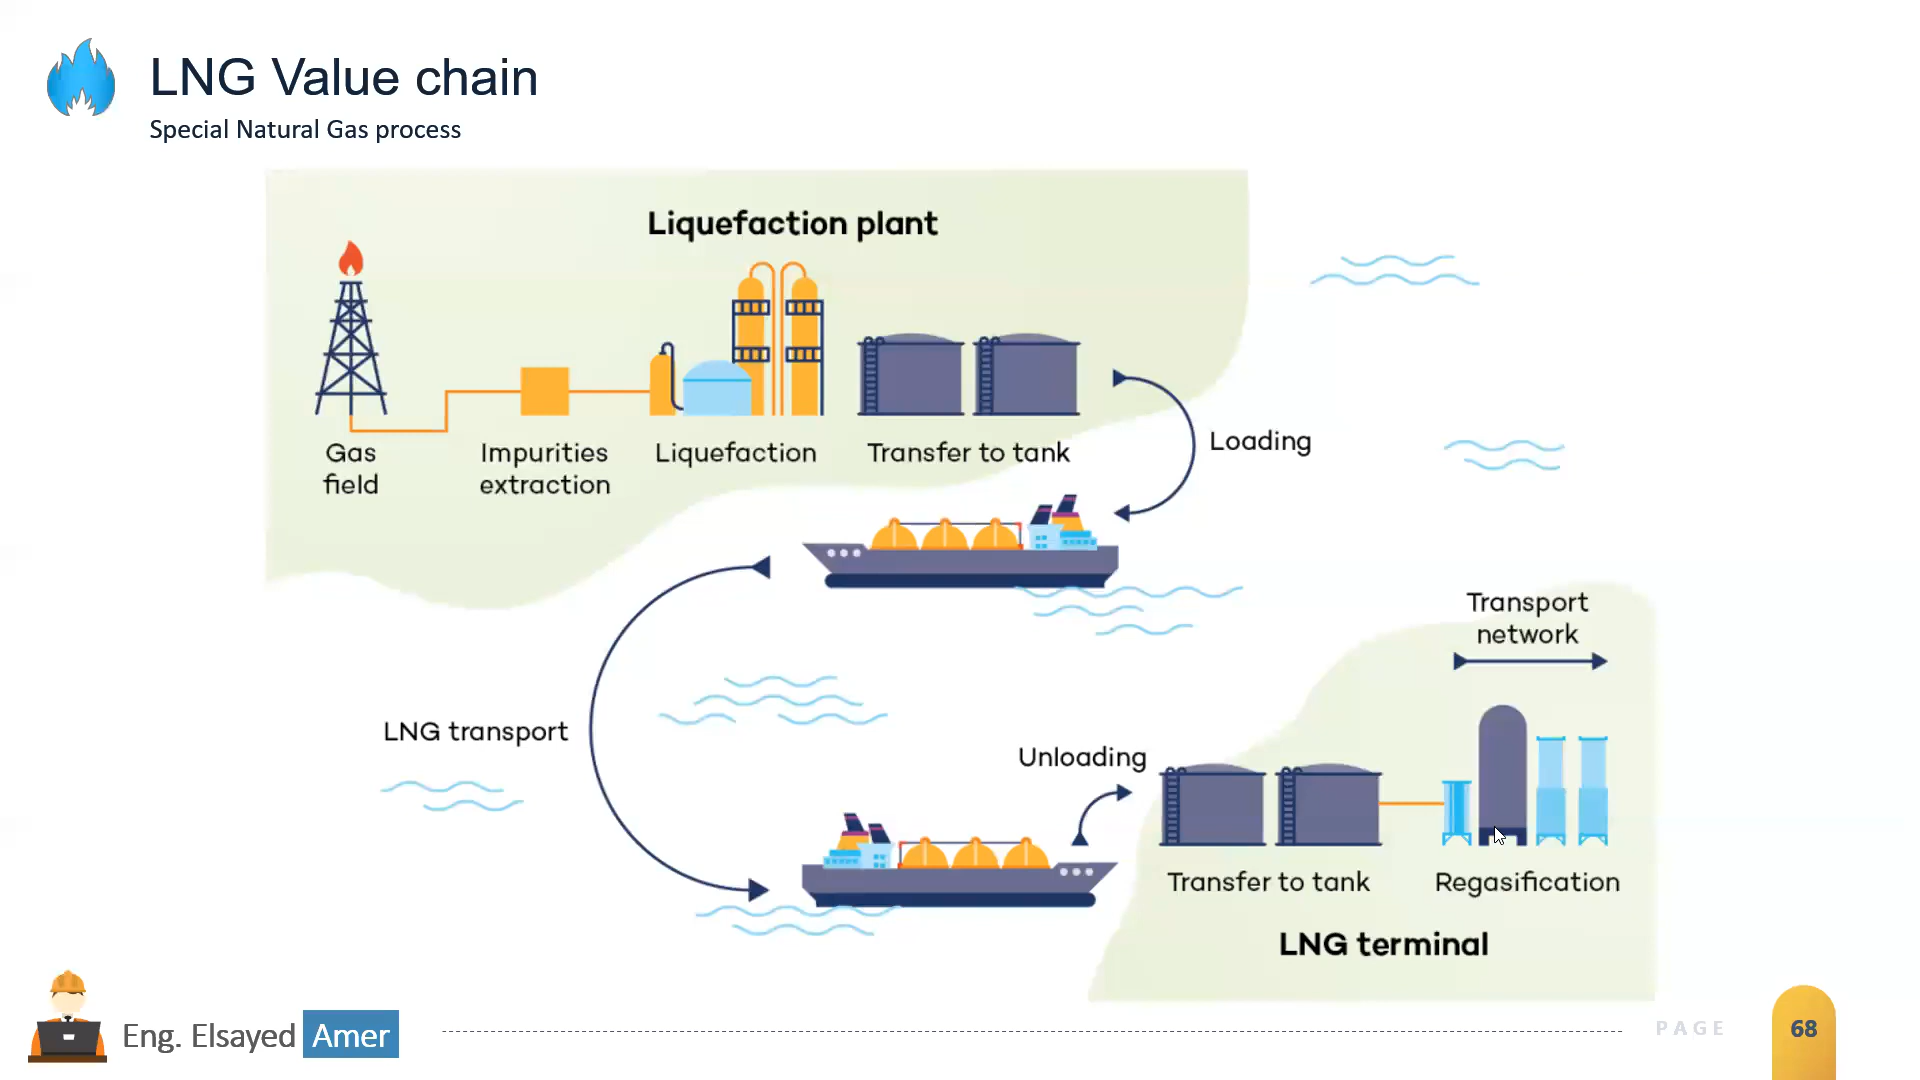 LNG Value chain
Special Natural Gas process
Liquefaction plant
Gas
field
Impurities
extraction
Liquefaction
Transfer to tank
Loading
LNG transport
Unloading
Transport
network
Transfer to tank
Regasification
LNG terminal
Eng. Elsayed Amer
PAGE
68